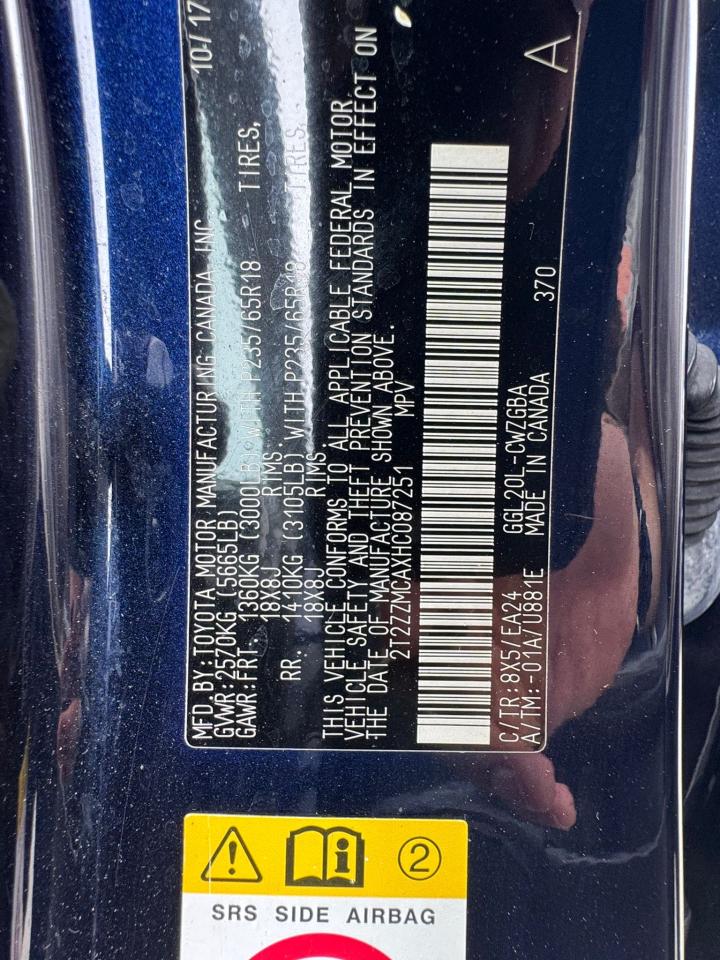 MFD.BY:TOYOTA MOTOR MANUFACTURING CANADA INC. 10/17
GVWR:2570KG (5665LB)
GAWR:FRT. 1360KG (3000LB) WITH P235/65R18 TIRES,
18X8J RIMS
RR. 1410KG (3105LB) WITH P235/65R18 TIRES,
18X8J RIMS
THIS VEHICLE CONFORMS TO ALL APPLICABLE FEDERAL MOTOR
VEHICLE SAFETY AND THEFT PREVENTION STANDARDS IN EFFECT ON
THE DATE OF MANUFACTURE SHOWN ABOVE.
2T2ZZMCAXHC087251 MPV
C/TR:8X5/EA24 GGL20L-CWZGBA 370
A/TM:-01A/U881E MADE IN CANADA
A
2
SRS SIDE AIRBAG